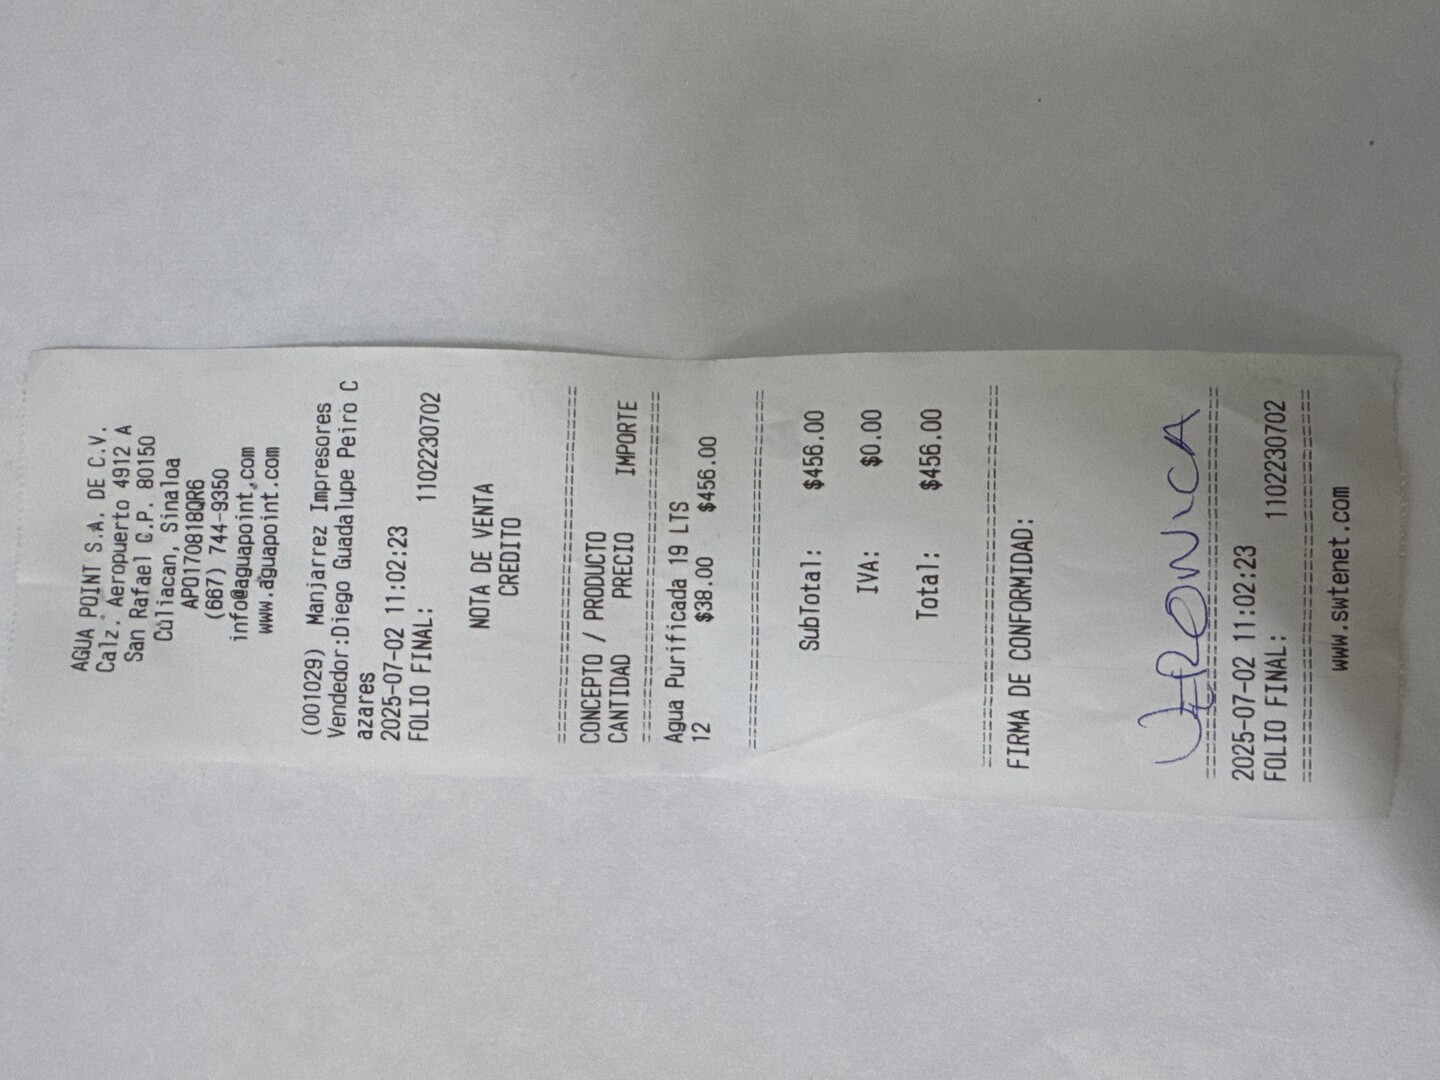 AGUA POINT S.A. DE C.V.
Calz. Aeropuerto 4912 A
San Rafael C.P. 80150
Culiacan, Sinaloa
APO170818QR6
(667) 744-9350
info@aguapoint.com
www.aguapoint.com
(001029) Manjarrez Impresores
Vendedor:Diego Guadalupe Peiro C
azares
2025-07-02 11:02:23
FOLIO FINAL: 1102230702
NOTA DE VENTA
CREDITO
CONCEPTO / PRODUCTO
CANTIDAD PRECIO IMPORTE
Agua Purificada 19 LTS
12 $38.00 $456.00
SubTotal: $456.00
IVA: $0.00
Total: $456.00
FIRMA DE CONFORMIDAD:
VERONICA
2025-07-02 11:02:23
FOLIO FINAL: 1102230702
www.swtenet.com